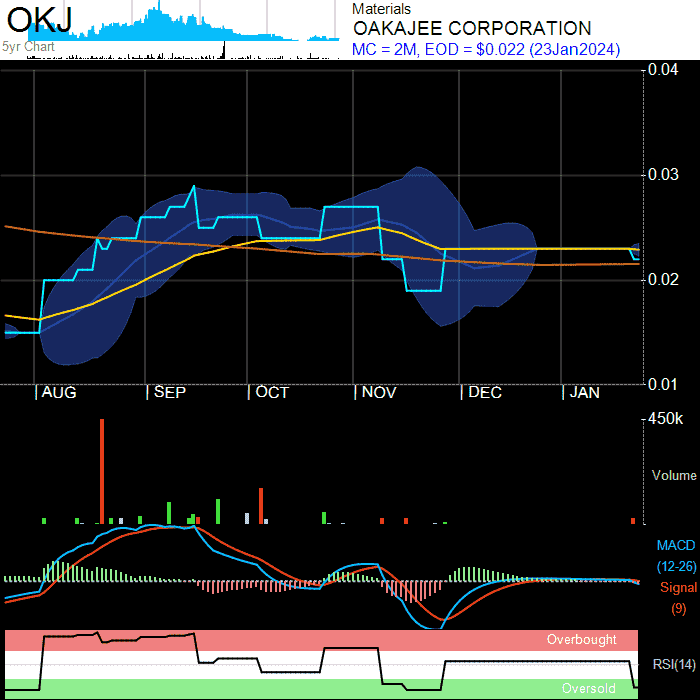 OKJ
5yr Chart
Materials
OAKAJEE CORPORATION
MC = 2M, EOD = $0.022 (23Jan2024)
0.04
0.03
0.02
0.01
AUG SEP OCT NOV DEC JAN
450k
Volume
MACD
(12-26)
Signal
(9)
Overbought
RSI(14)
Oversold